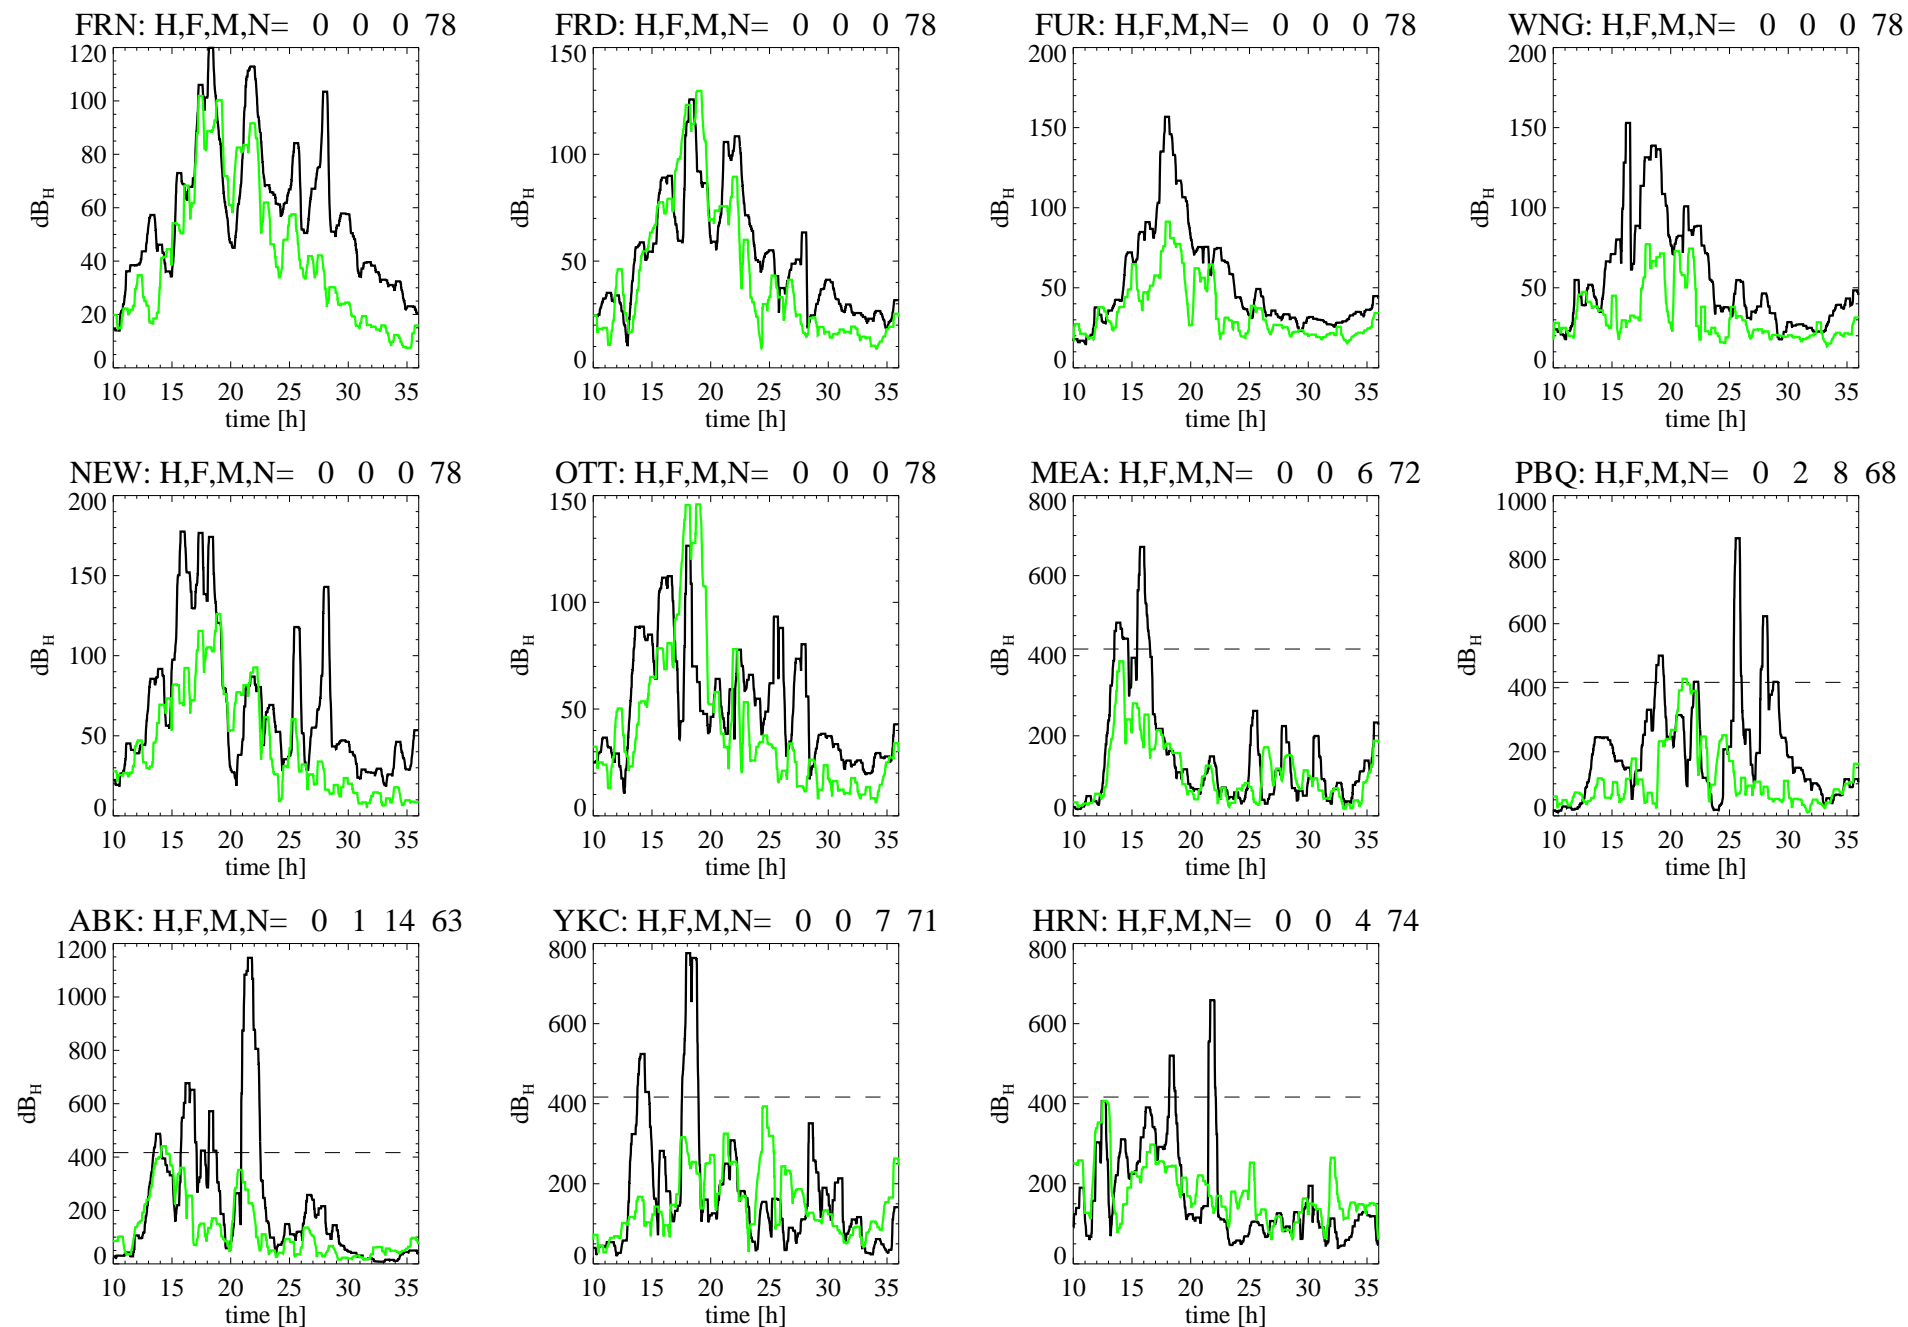 FRN: H,F,M,N= 0 0 0 78
120
100
80
60
40
20
0
dB_H
10 15 20 25 30 35
time [h]
FRD: H,F,M,N= 0 0 0 78
150
100
50
0
dB_H
10 15 20 25 30 35
time [h]
FUR: H,F,M,N= 0 0 0 78
200
150
100
50
0
dB_H
10 15 20 25 30 35
time [h]
WNG: H,F,M,N= 0 0 0 78
200
150
100
50
0
dB_H
10 15 20 25 30 35
time [h]
NEW: H,F,M,N= 0 0 0 78
200
150
100
50
0
dB_H
10 15 20 25 30 35
time [h]
OTT: H,F,M,N= 0 0 0 78
150
100
50
0
dB_H
10 15 20 25 30 35
time [h]
MEA: H,F,M,N= 0 0 6 72
800
600
400
200
0
dB_H
10 15 20 25 30 35
time [h]
PBQ: H,F,M,N= 0 2 8 68
1000
800
600
400
200
0
dB_H
10 15 20 25 30 35
time [h]
ABK: H,F,M,N= 0 1 14 63
1200
1000
800
600
400
200
0
dB_H
10 15 20 25 30 35
time [h]
YKC: H,F,M,N= 0 0 7 71
800
600
400
200
0
dB_H
10 15 20 25 30 35
time [h]
HRN: H,F,M,N= 0 0 4 74
800
600
400
200
0
dB_H
10 15 20 25 30 35
time [h]